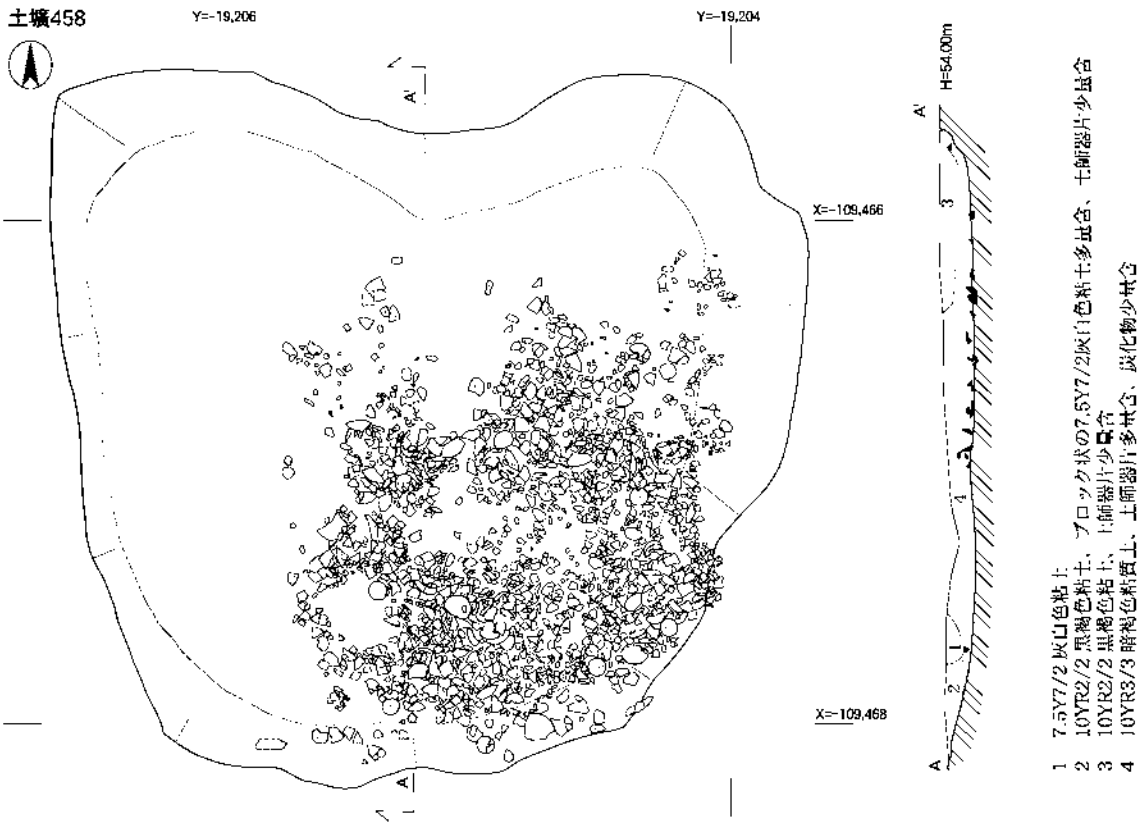 土壙458
Y=-19,206
Y=-19,204
A'
X=-109,466
X=-109,468
A
H=54.00m
A'
3
4
1
2
A
1 7.5Y7/2灰白色粘土
2 10YR2/2黒褐色粘土、ブロック状の7.5Y7/2灰白色粘土多量含、土師器片少量含
3 10YR2/2黒褐色粘土、土師器片少量含
4 10YR3/3暗褐色粘質土、土師器片多量含、炭化物少量含